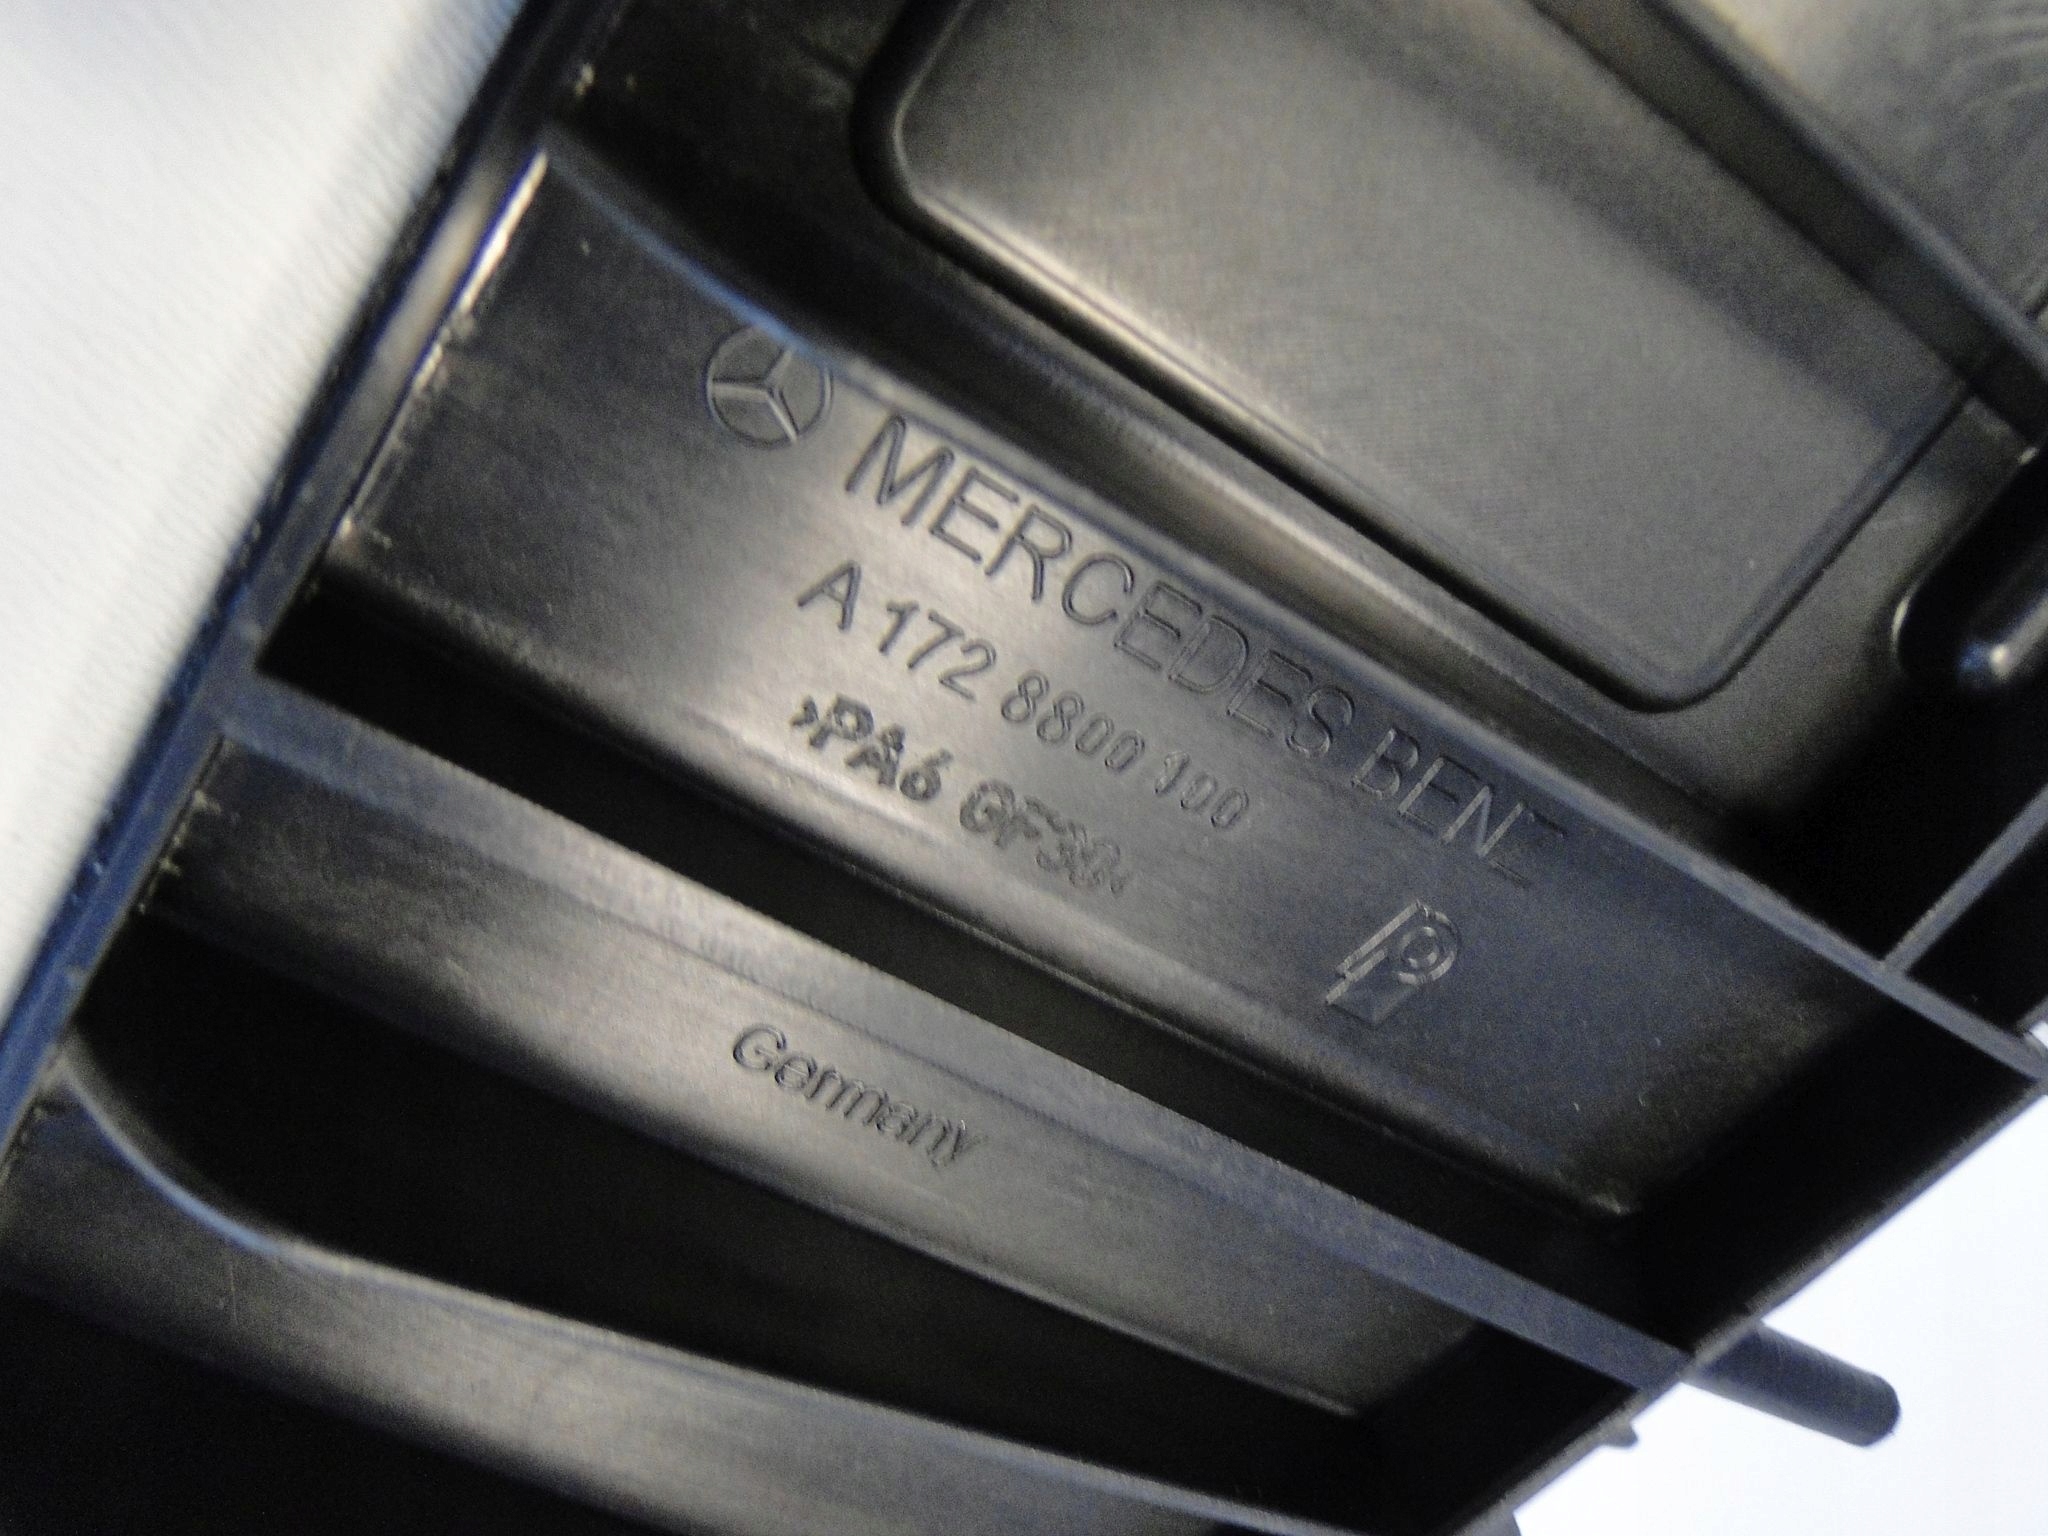 MERCEDES BENZ
A 172 8800 100
>PA6 GF30<
Germany